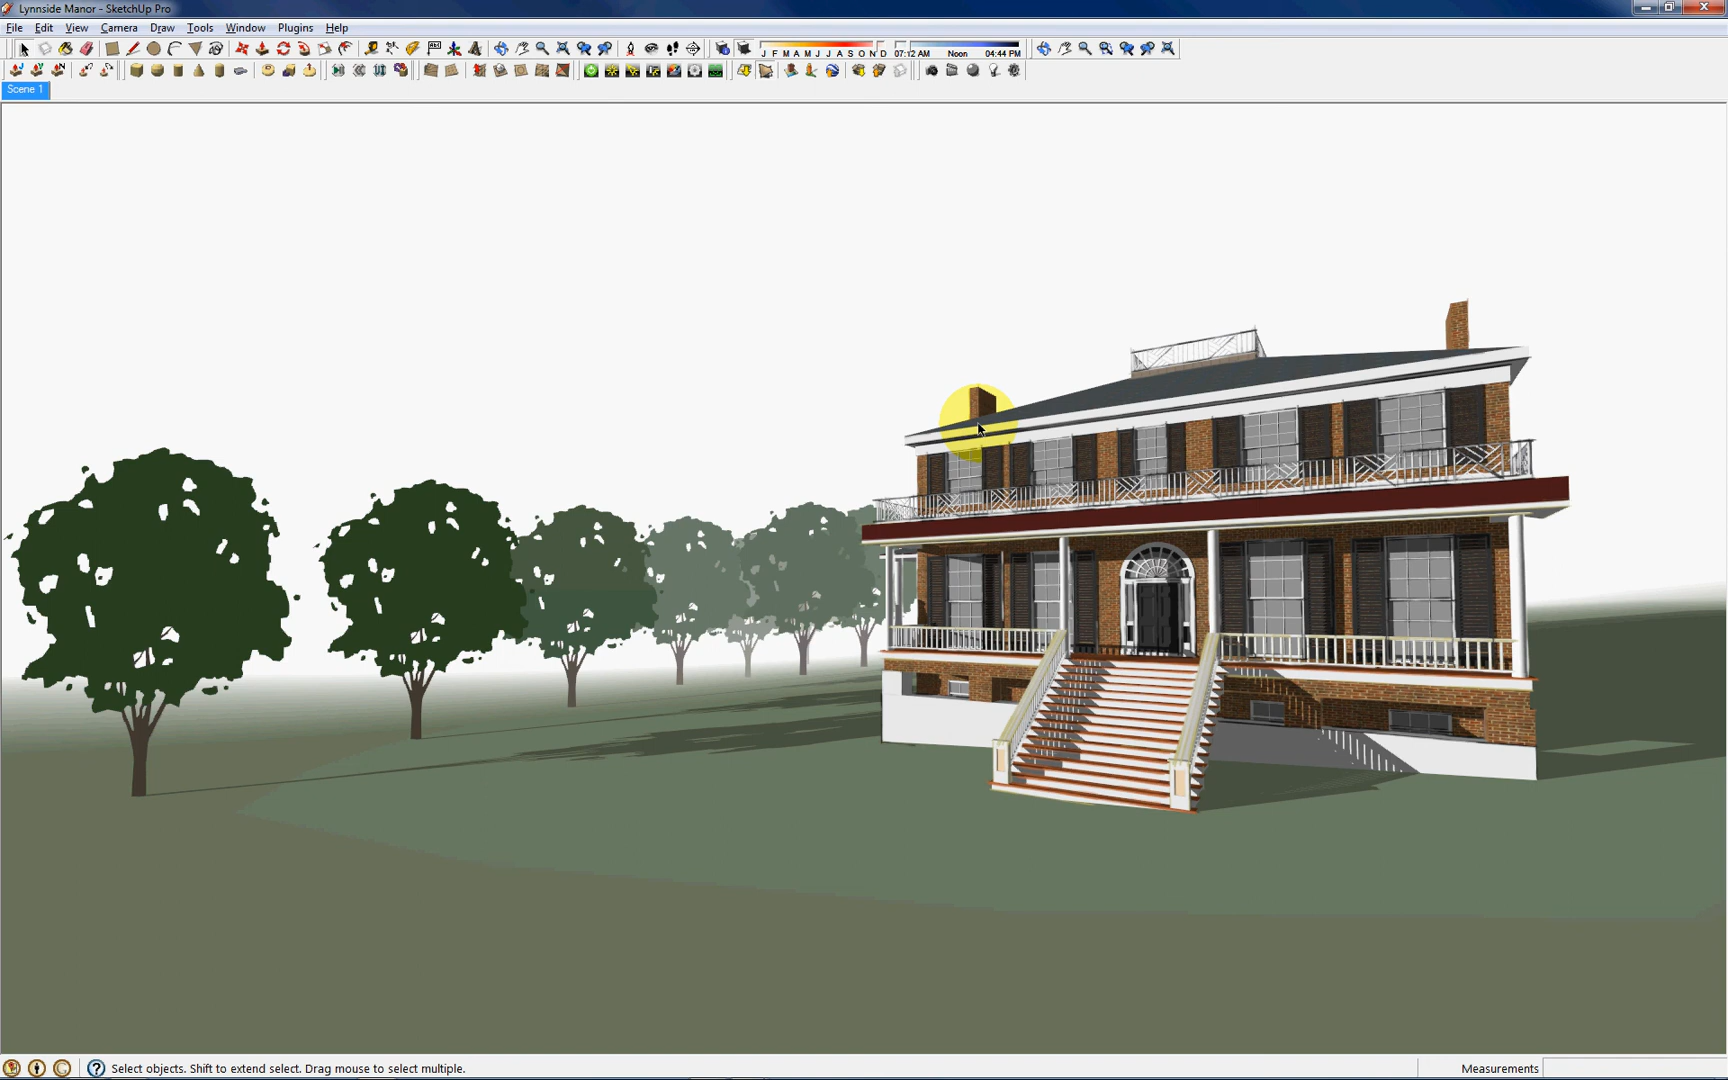 Lynnside Manor - SketchUp Pro
File Edit View Camera Draw Tools Window Plugins Help
J F M A M J J A S O N D 07:12 AM Noon 04:44 PM
Scene 1
Select objects. Shift to extend select. Drag mouse to select multiple.
Measurements